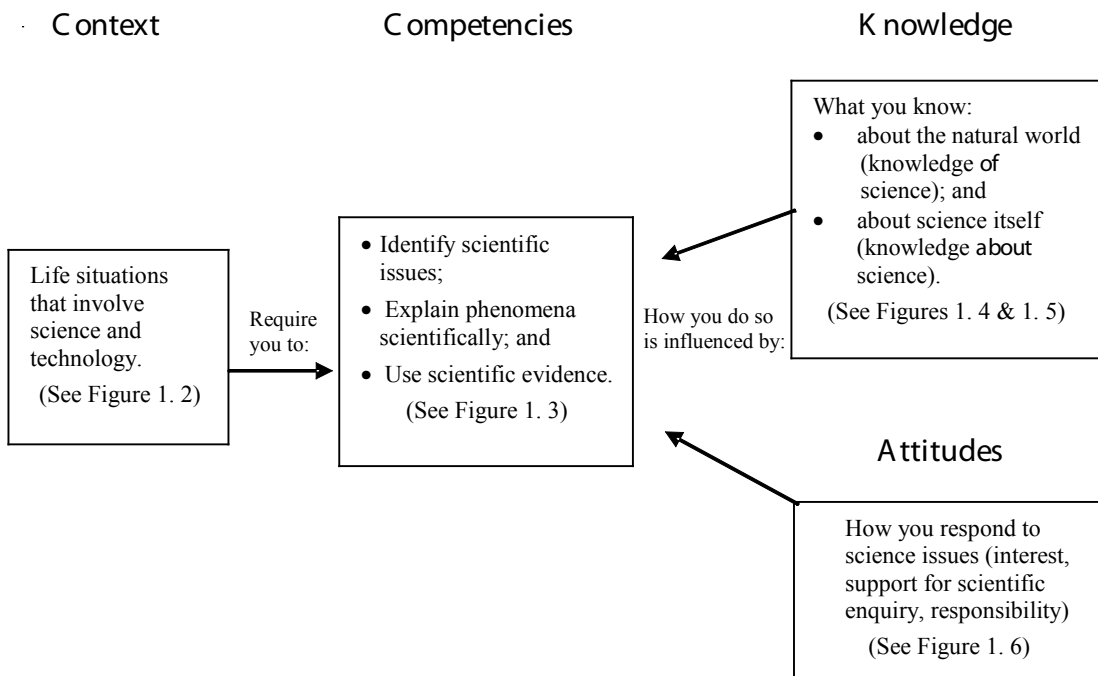 Context
Life situations
that involve
science and
technology.
(See Figure 1. 2)
Require
you to:
Competencies
• Identify scientific
issues;
• Explain phenomena
scientifically; and
• Use scientific evidence.
(See Figure 1. 3)
How you do so
is influenced by:
Knowledge
What you know:
• about the natural world
(knowledge of
science); and
• about science itself
(knowledge about
science).
(See Figures 1. 4 & 1. 5)
Attitudes
How you respond to
science issues (interest,
support for scientific
enquiry, responsibility)
(See Figure 1. 6)